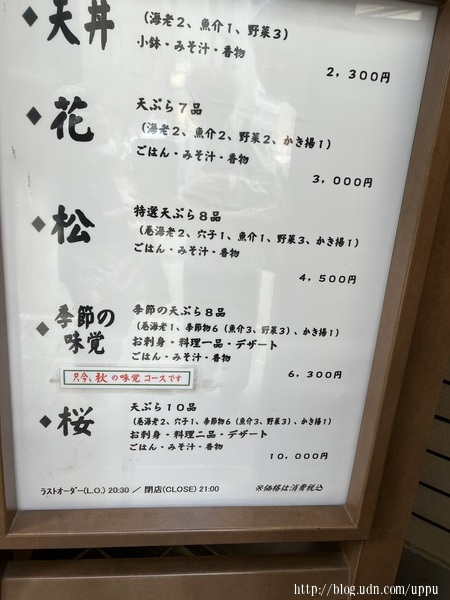 ◆天丼
（海老２、魚介１、野菜３）
小鉢・みそ汁・香物
２，３００円
◆花
天ぷら７品
（海老２、魚介２、野菜２、かき揚１）
ごはん・みそ汁・香物
３，０００円
◆松
特選天ぷら８品
（巻海老２、穴子１、魚介１、野菜３、かき揚１）
ごはん・みそ汁・香物
４，５００円
◆季節の
味覚
季節の天ぷら８品
（巻海老１、季節物６（魚介３、野菜３）、かき揚１）
お刺身・料理一品・デザート
ごはん・みそ汁・香物
６，３００円
只今、秋の味覚コースです
◆桜
天ぷら１０品
（巻海老２、穴子１、季節物６（魚介３、野菜３）、かき揚１）
お刺身・料理二品・デザート
ごはん・みそ汁・香物
１０，０００円
ラストオーダー(L.O.) 20:30 ／ 閉店(CLOSE) 21:00
※価格は消費税込
http://blog.udn.com/uppu